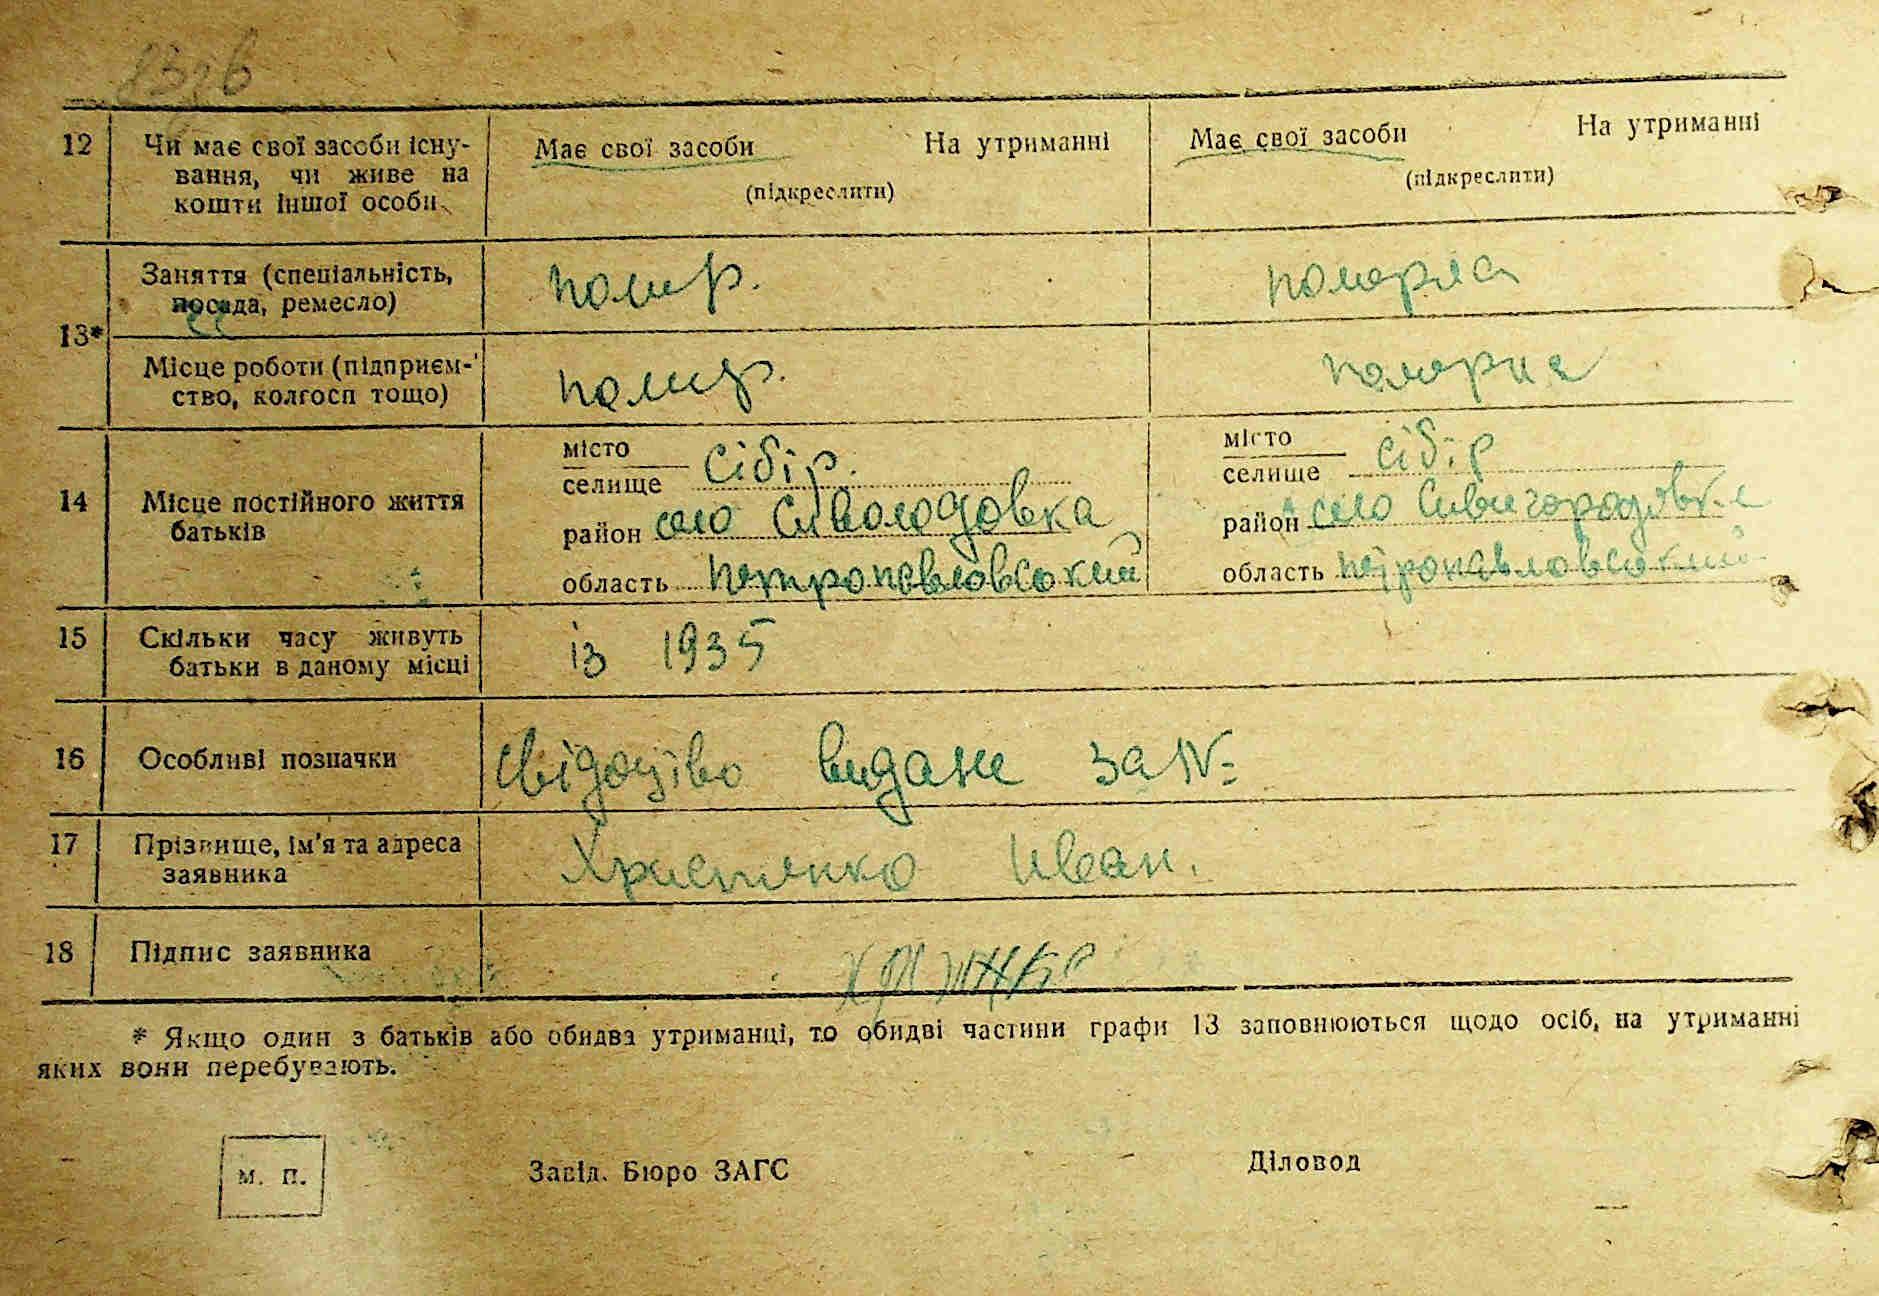 12 Чи має свої засоби існу-
вання, чи живе на
кошти іншої особи
Має свої засоби На утриманні
(підкреслити)
Має свої засоби На утриманні
(підкреслити)
13*
Заняття (спеціальність,
посада, ремесло)
помер. померла
Місце роботи (підприєм-
ство, колгосп тощо)
помер. померла
14 Місце постійного життя
батьків
місто
селище Сібір.
район село
область петропавловський
місто
селище Сібір
район село
область петропавловський
15 Скільки часу живуть
батьки в даному місці
із 1935
16 Особливі позначки
свідоцтво видане за №
17 Прізвище, ім'я та адреса
заявника
Христенко Иван.
18 Підпис заявника
* Якщо один з батьків або обидва утриманці, то обидві частини графи 13 заповнюються щодо осіб, на утриманні
яких вони перебувають.
М. П.
Завід. Бюро ЗАГС Діловод